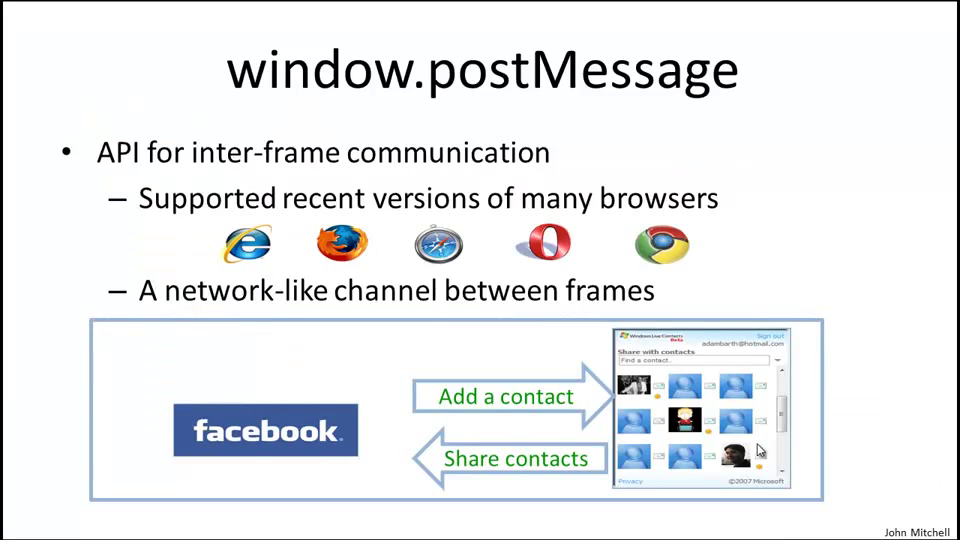 window.postMessage
• API for inter-frame communication
– Supported recent versions of many browsers
– A network-like channel between frames
facebook.
Add a contact
Share contacts
Windows Live Contacts
Beta
Sign out
adambarth@hotmail.com
Share with contacts
Find a contact..
Privacy
©2007 Microsoft
John Mitchell